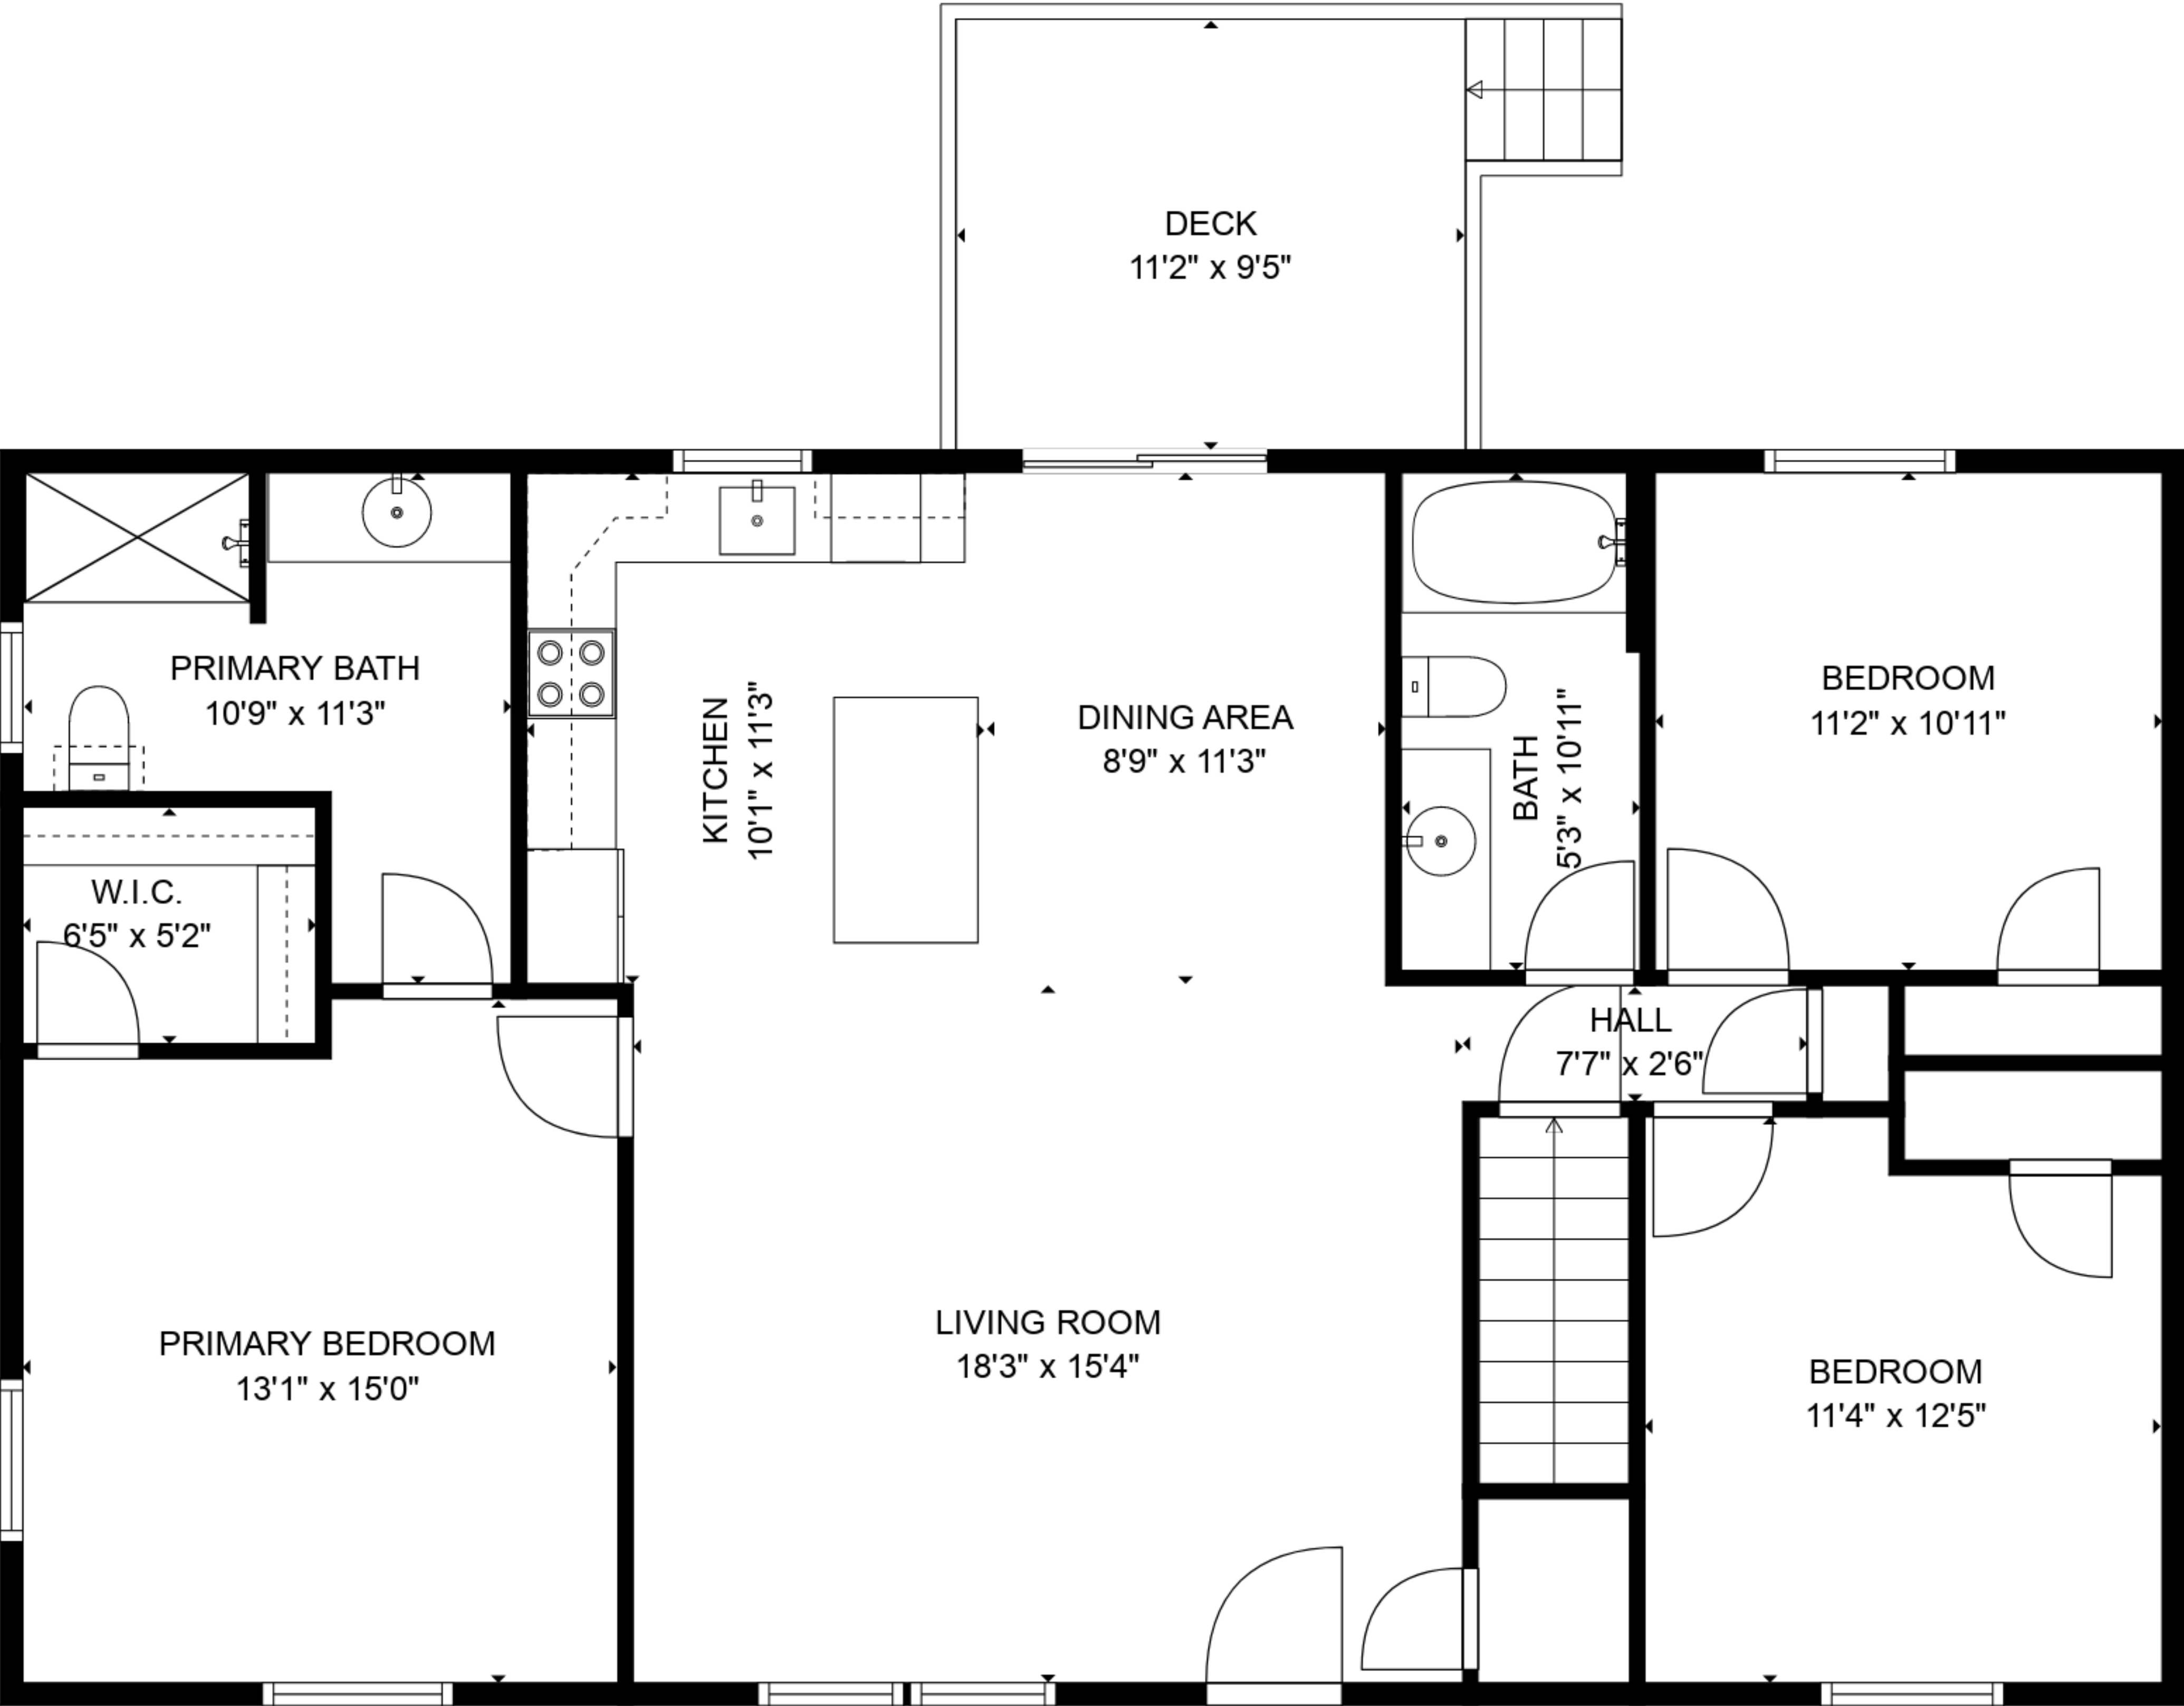 DECK
11'2" x 9'5"
PRIMARY BATH
10'9" x 11'3"
KITCHEN
10'1" x 11'3"
DINING AREA
8'9" x 11'3"
BATH
5'3" x 10'11"
BEDROOM
11'2" x 10'11"
W.I.C.
6'5" x 5'2"
HALL
7'7" x 2'6"
PRIMARY BEDROOM
13'1" x 15'0"
LIVING ROOM
18'3" x 15'4"
BEDROOM
11'4" x 12'5"